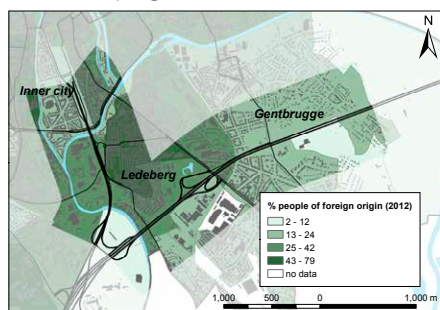 N
Inner city
Gentbrugge
Ledeberg
% people of foreign origin (2012)
2 - 12
13 - 24
25 - 42
43 - 79
no data
1,000 500 0 1,000 m